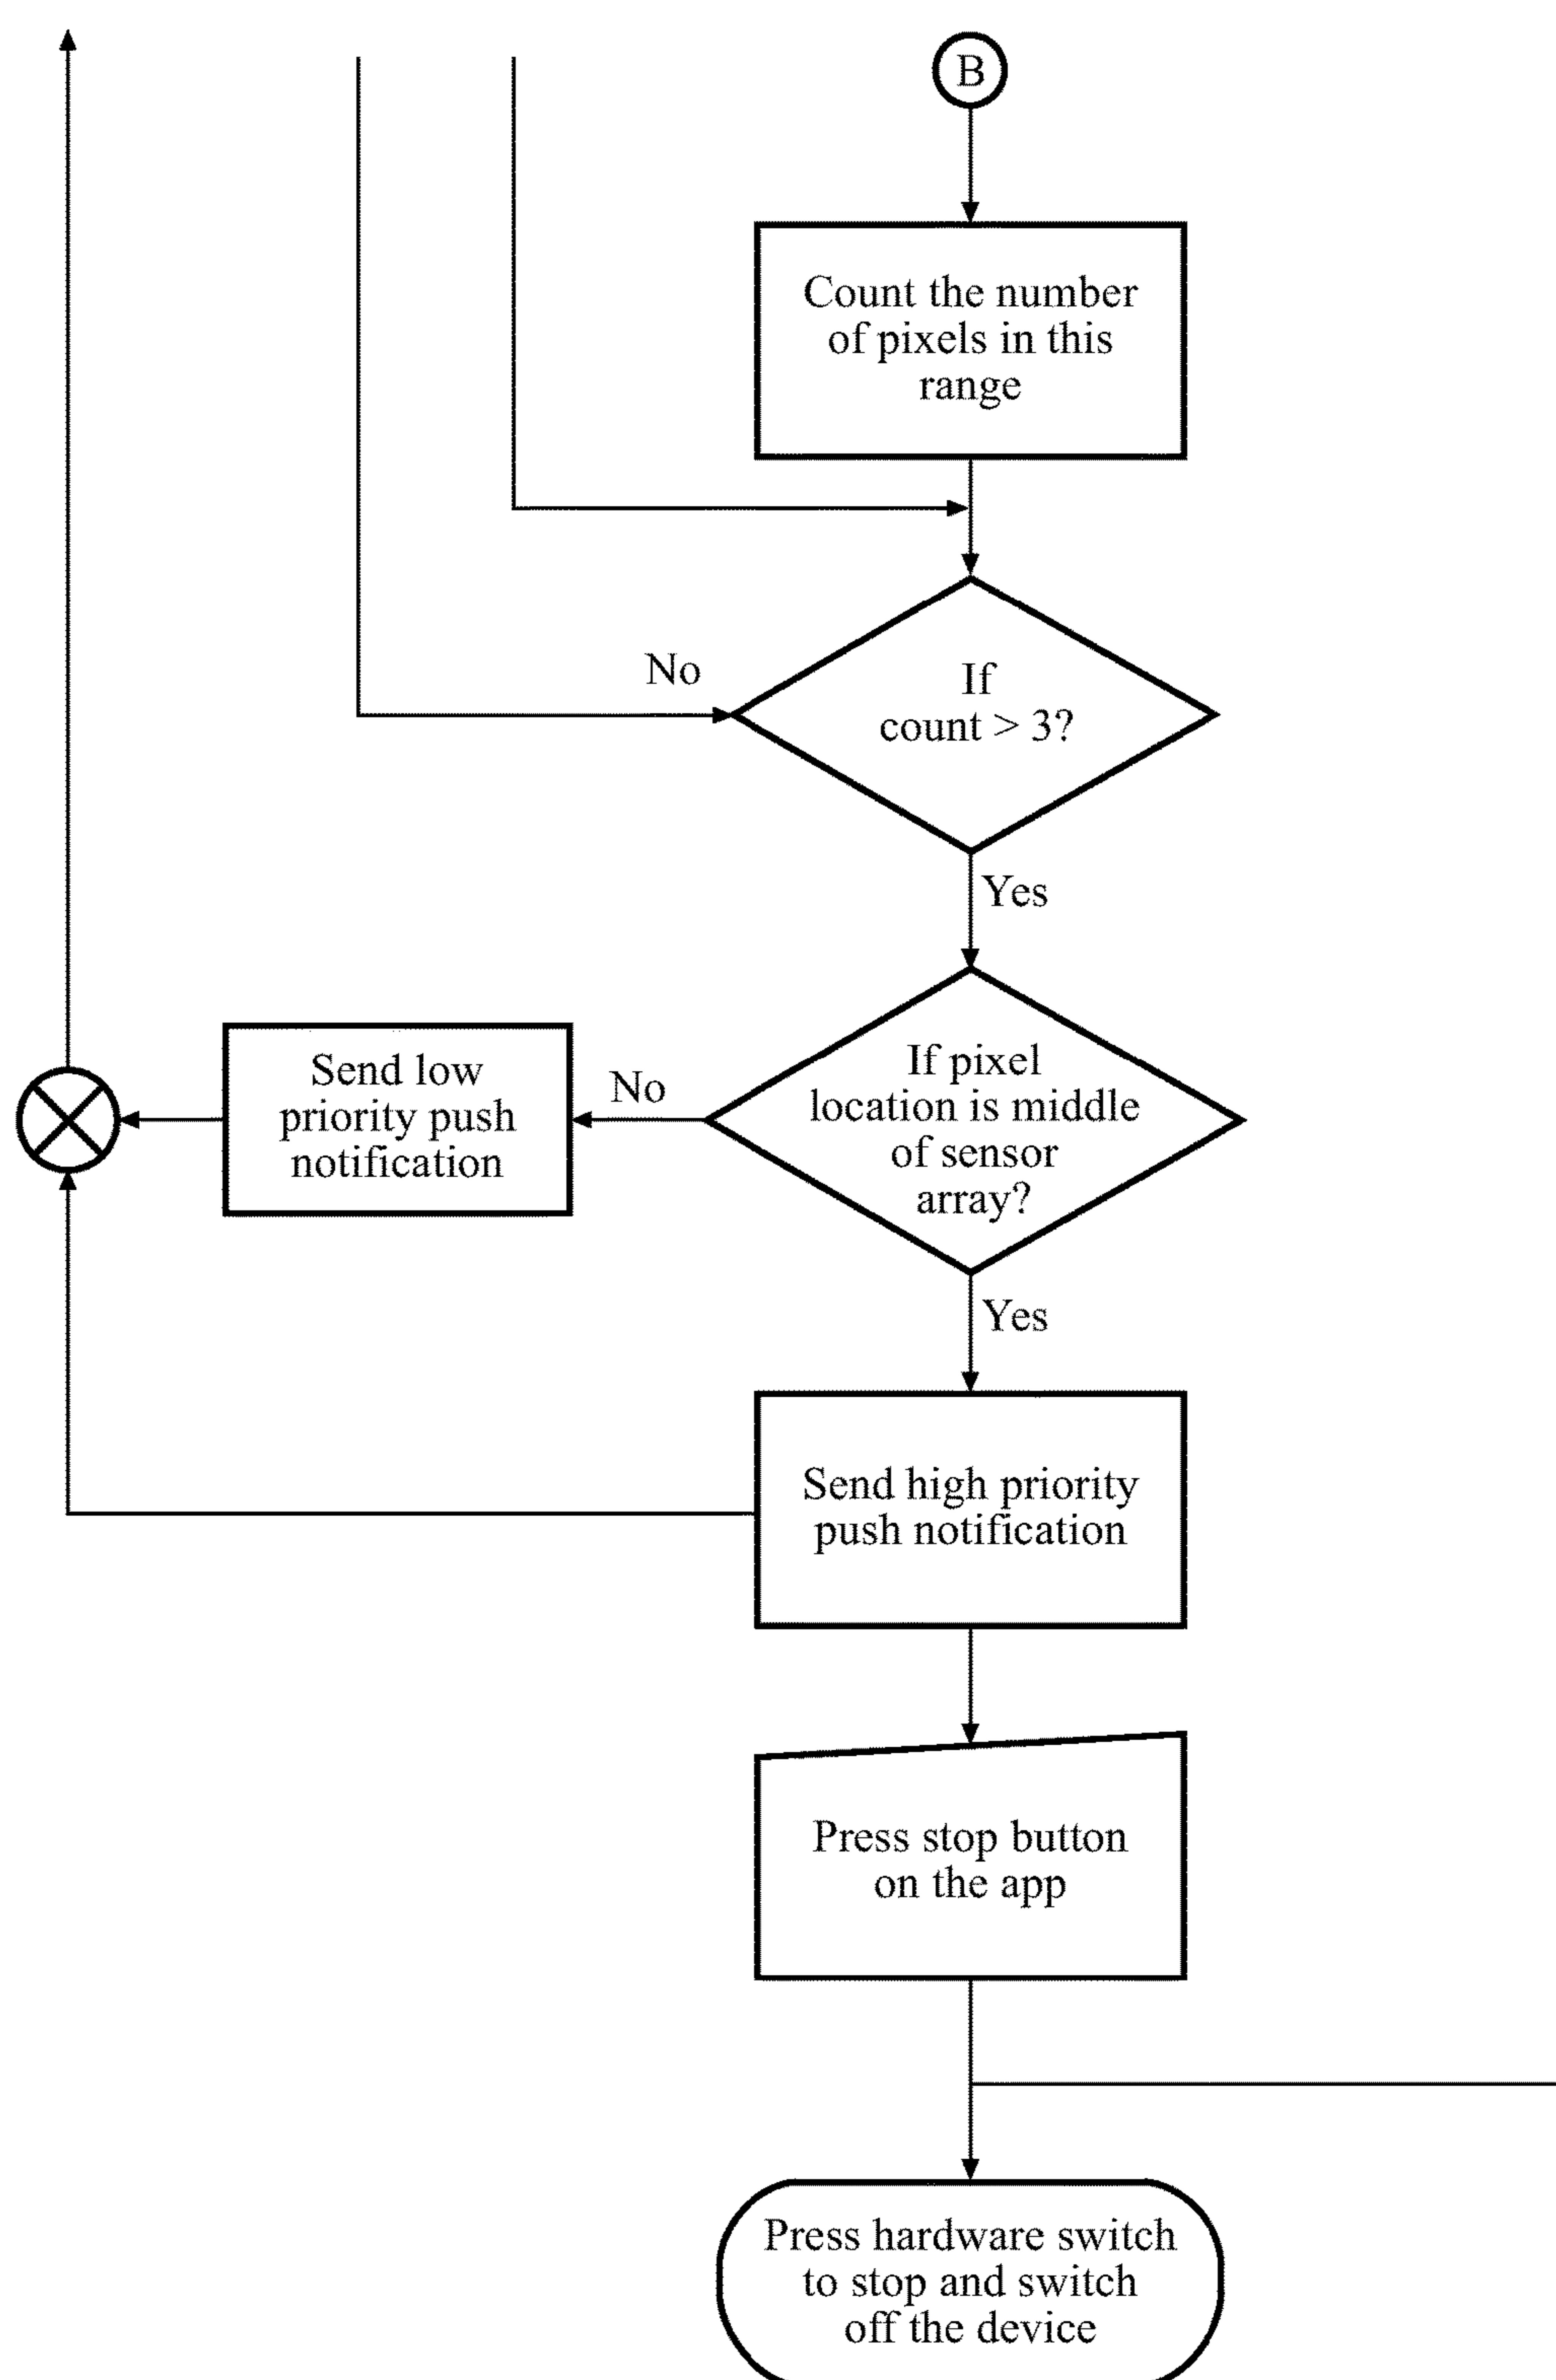 B
Count the number
of pixels in this
range
No
If
count > 3?
Yes
If pixel
location is middle
of sensor
array?
No
Send low
priority push
notification
Yes
Send high priority
push notification
Press stop button
on the app
Press hardware switch
to stop and switch
off the device